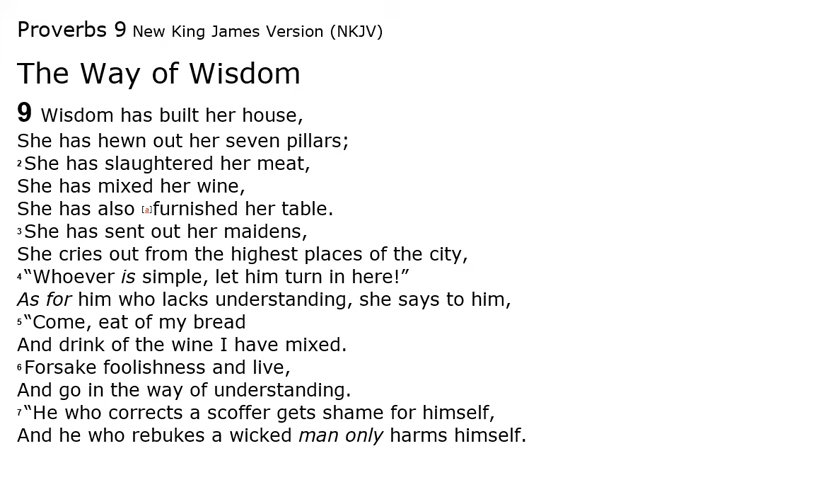 Proverbs 9 New King James Version (NKJV)
The Way of Wisdom
9 Wisdom has built her house,
She has hewn out her seven pillars;
2 She has slaughtered her meat,
She has mixed her wine,
She has also [a]furnished her table.
3 She has sent out her maidens,
She cries out from the highest places of the city,
4 “Whoever is simple, let him turn in here!”
As for him who lacks understanding, she says to him,
5 “Come, eat of my bread
And drink of the wine I have mixed.
6 Forsake foolishness and live,
And go in the way of understanding.
7 “He who corrects a scoffer gets shame for himself,
And he who rebukes a wicked man only harms himself.